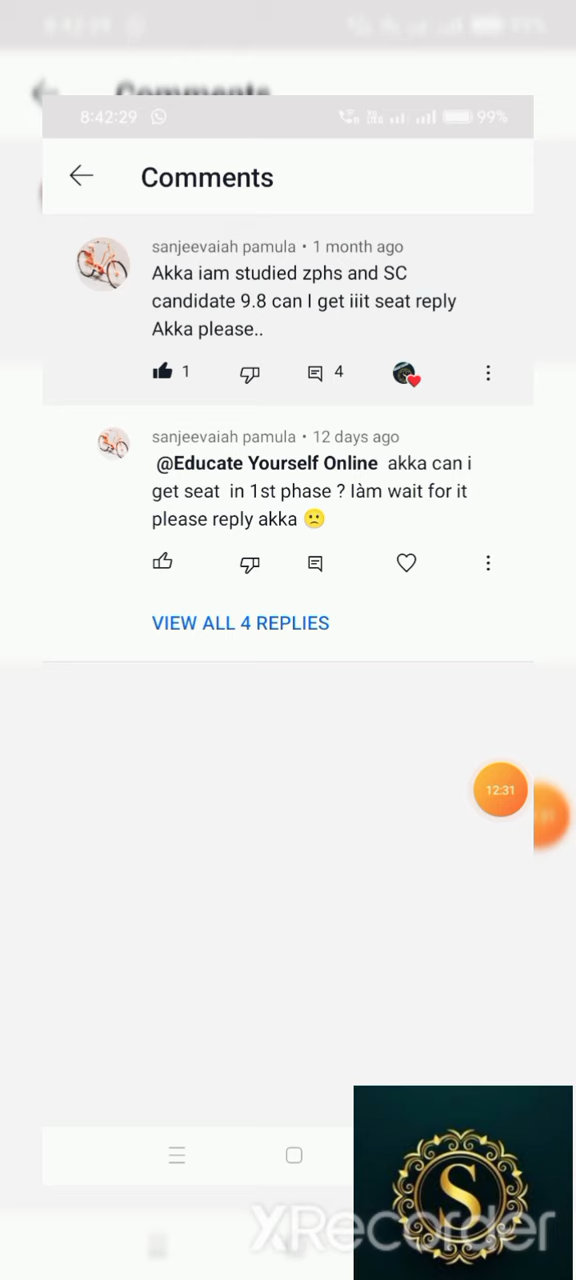 Comments
8:42:29
99%
Comments
sanjeevaiah pamula • 1 month ago
Akka iam studied zphs and SC
candidate 9.8 can I get iiit seat reply
Akka please..
1
4
sanjeevaiah pamula • 12 days ago
@Educate Yourself Online akka can i
get seat in 1st phase ? Iàm wait for it
please reply akka 🙁
VIEW ALL 4 REPLIES
12:31
S
XRecorder